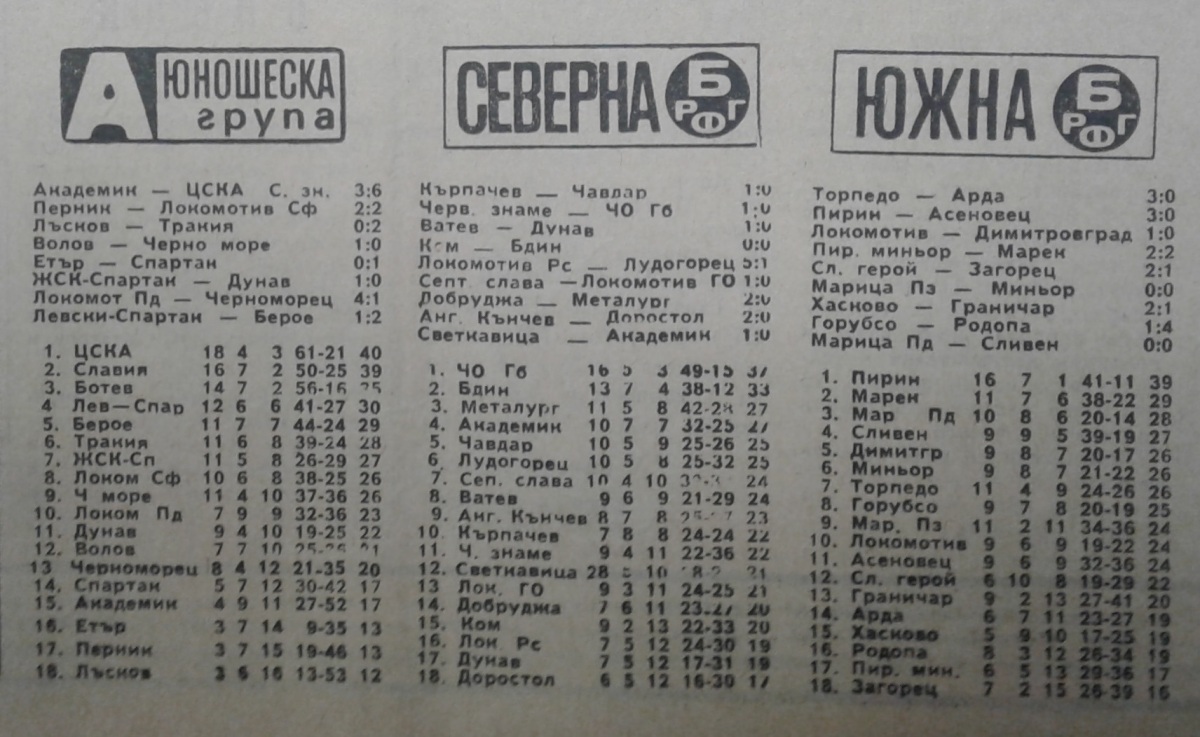 А ЮНОШЕСКА
група
Академик — ЦСКА С. зн. 3:6
Перник — Локомотив Сф 2:2
Лъсков — Тракия 0:2
Волов — Черно море 1:0
Етър — Спартак 0:1
ЖСК-Спартак — Дунав 1:0
Локомот Пд — Черноморец 4:1
Левски-Спартак — Берое 1:2
1. ЦСКА 18 4 3 61-21 40
2. Славия 16 7 2 50-25 39
3. Ботев 14 7 2 56-16
4 Лев—Спар 12 6 6 41-27 30
5. Берое 11 7 7 44-24 29
6. Тракия 11 6 8 39-24 28
7. ЖСК-Сп 11 5 8 26-29 27
8. Локом Сф 10 6 8 38-25 26
9. Ч море 11 4 10 37-36 26
10. Локом Пд 7 9 9 32-36 23
11. Дунав 9 4 10 19-25 22
12. Волов 7 7 10
13 Черноморец 8 4 12 21-35 20
14. Спартак 5 7 12 30-42 17
15. Академик 4 9 11 27-52 17
16. Етър 3 7 14 9-35 13
17. Перник 3 7 15 19-46 13
18. Лъсков 3 6 16 13-53 12
СЕВЕРНА Б
РФГ
Кърпачев — Чавдар 1:0
Черв. знаме — ЧО Гб 1:0
Ватев — Дунав 1:0
Ком — Бдин 0:0
Локомотив Рс — Лудогорец 5:1
Септ. слава —Локомотив ГО 1:0
Добруджа — Металург 2:0
Анг. Кънчев — Доростол 2:0
Светкавица — Академик 1:0
1. ЧО Гб 16 5 3 49-15 37
2. Бдин 13 7 4 38-12 33
3. Металург 11 5 8 42-28 27
4. Академик 10 7 7 32-25 27
5. Чавдар 10 5 9 25-26 25
6. Лудогорец 10 5 8 25-32 25
7. Сеп. слава 10 4 10 24
8. Ватев 9 6 9 21-29 24
9. Анг. Кънчев 8 7 8 23
10. Кърпачев 7 8 8 24-24 22
11. Ч. знаме 9 4 11 22-36 22
12. Светкавица 28 5 10 21
13 Лок. ГО 9 3 11 24-25 21
14. Добруджа 7 6 11 23-27 20
15. Ком 9 2 13 22-33 20
16. Лок. Рс 7 5 12 24-30 19
17. Дунав 7 5 12 17-31 19
18. Доростол 6 5 12 16-30 17
ЮЖНА Б
РФГ
Торпедо — Арда 3:0
Пирин — Асеновец 3:0
Локомотив — Димитровград 1:0
Пир. миньор — Марек 2:2
Сл. герой — Загорец 2:1
Марица Пз — Миньор 0:0
Хасково — Граничар 2:1
Горубсо — Родопа 1:4
Марица Пд — Сливен 0:0
1. Пирин 16 7 1 41-11 39
2. Марек 11 7 6 38-22 29
3. Мар Пд 10 8 6 20-14 28
4. Сливен 9 9 5 39-19 27
5. Димитгр 9 8 7 20-17 26
6. Миньор 9 8 7 21-22 26
7. Торпедо 11 4 9 24-26 26
8. Горубсо 9 7 8 20-19 25
9. Мар. Пз 11 2 11 34-36 24
10. Локомотив 9 6 9 19-22 24
11. Асеновец 9 6 9 32-36 24
12. Сл. герой 6 10 8 19-29 22
13. Граничар 9 2 13 27-41 20
14. Арда 6 7 11 23-27 19
15. Хасково 5 9 10 17-25 19
16. Родопа 8 3 12 26-34 19
17. Пир. мин. 6 5 13 29-36 17
18. Загорец 7 2 15 26-39 16